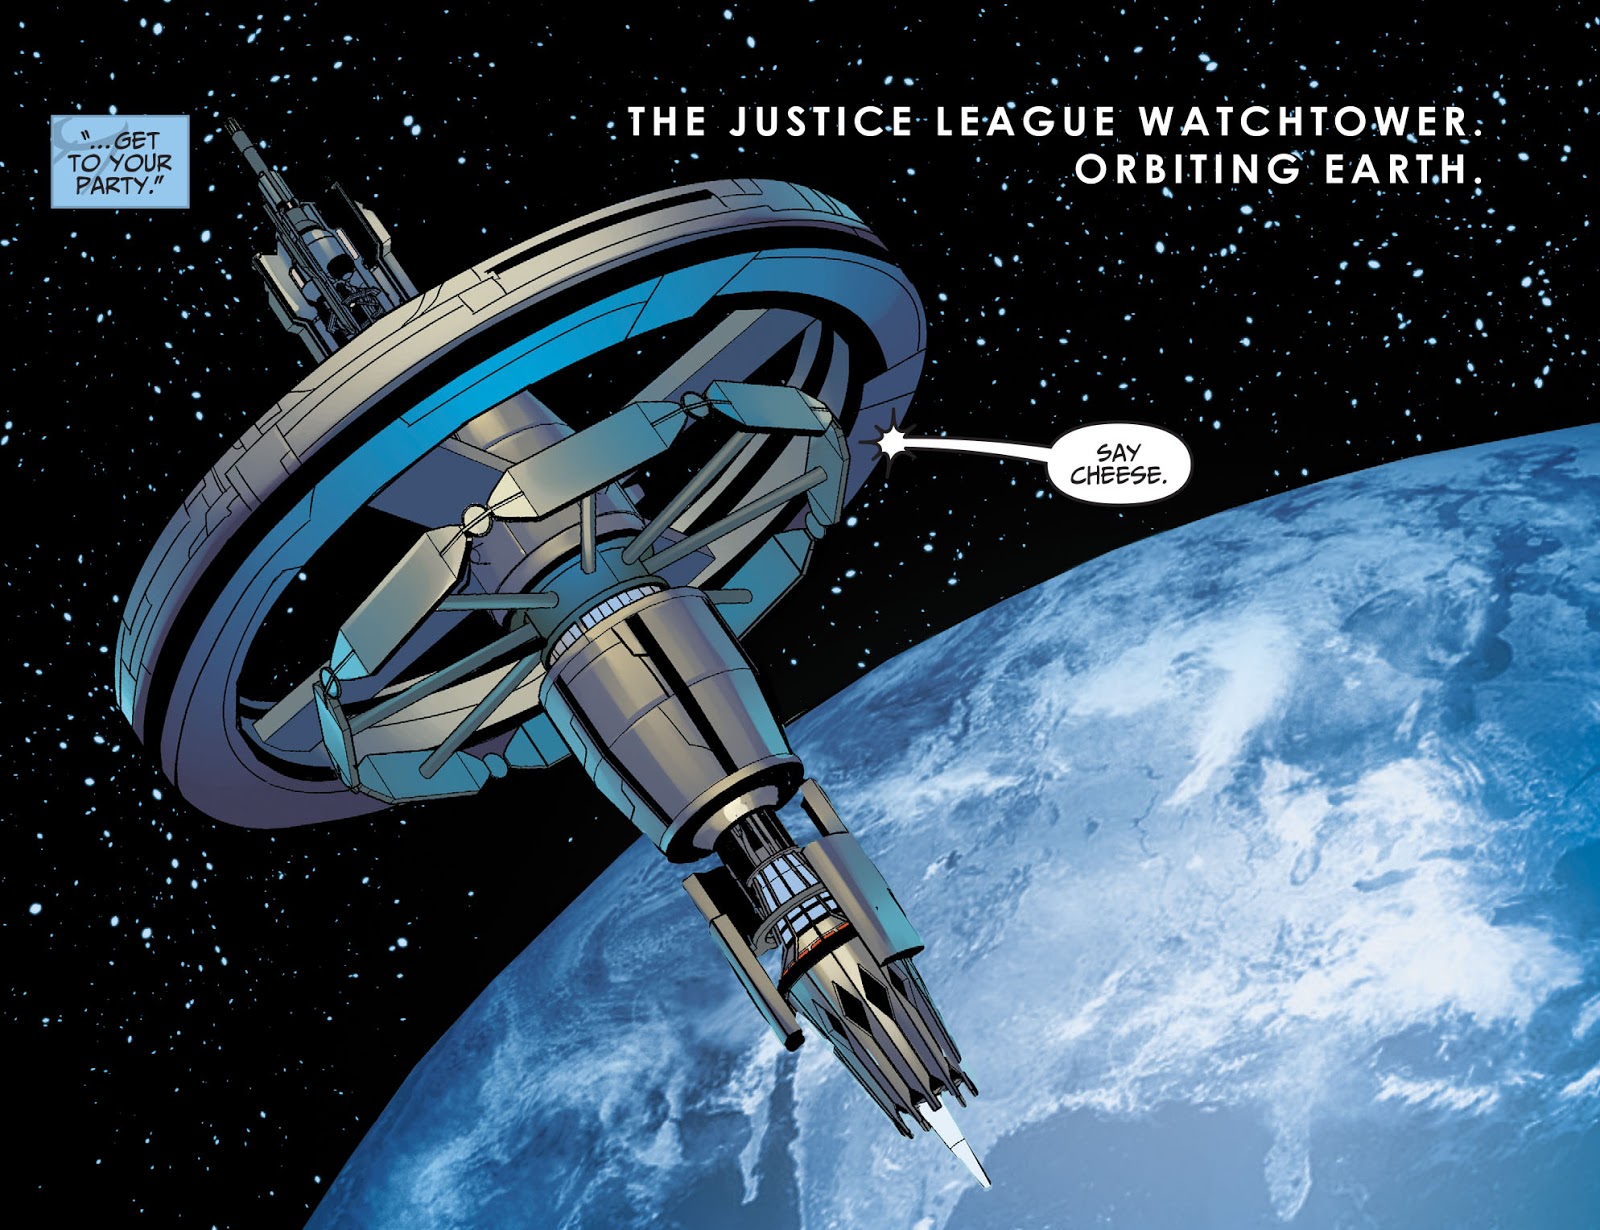 "...GET
TO YOUR
PARTY."
THE JUSTICE LEAGUE WATCHTOWER.
ORBITING EARTH.
SAY
CHEESE.